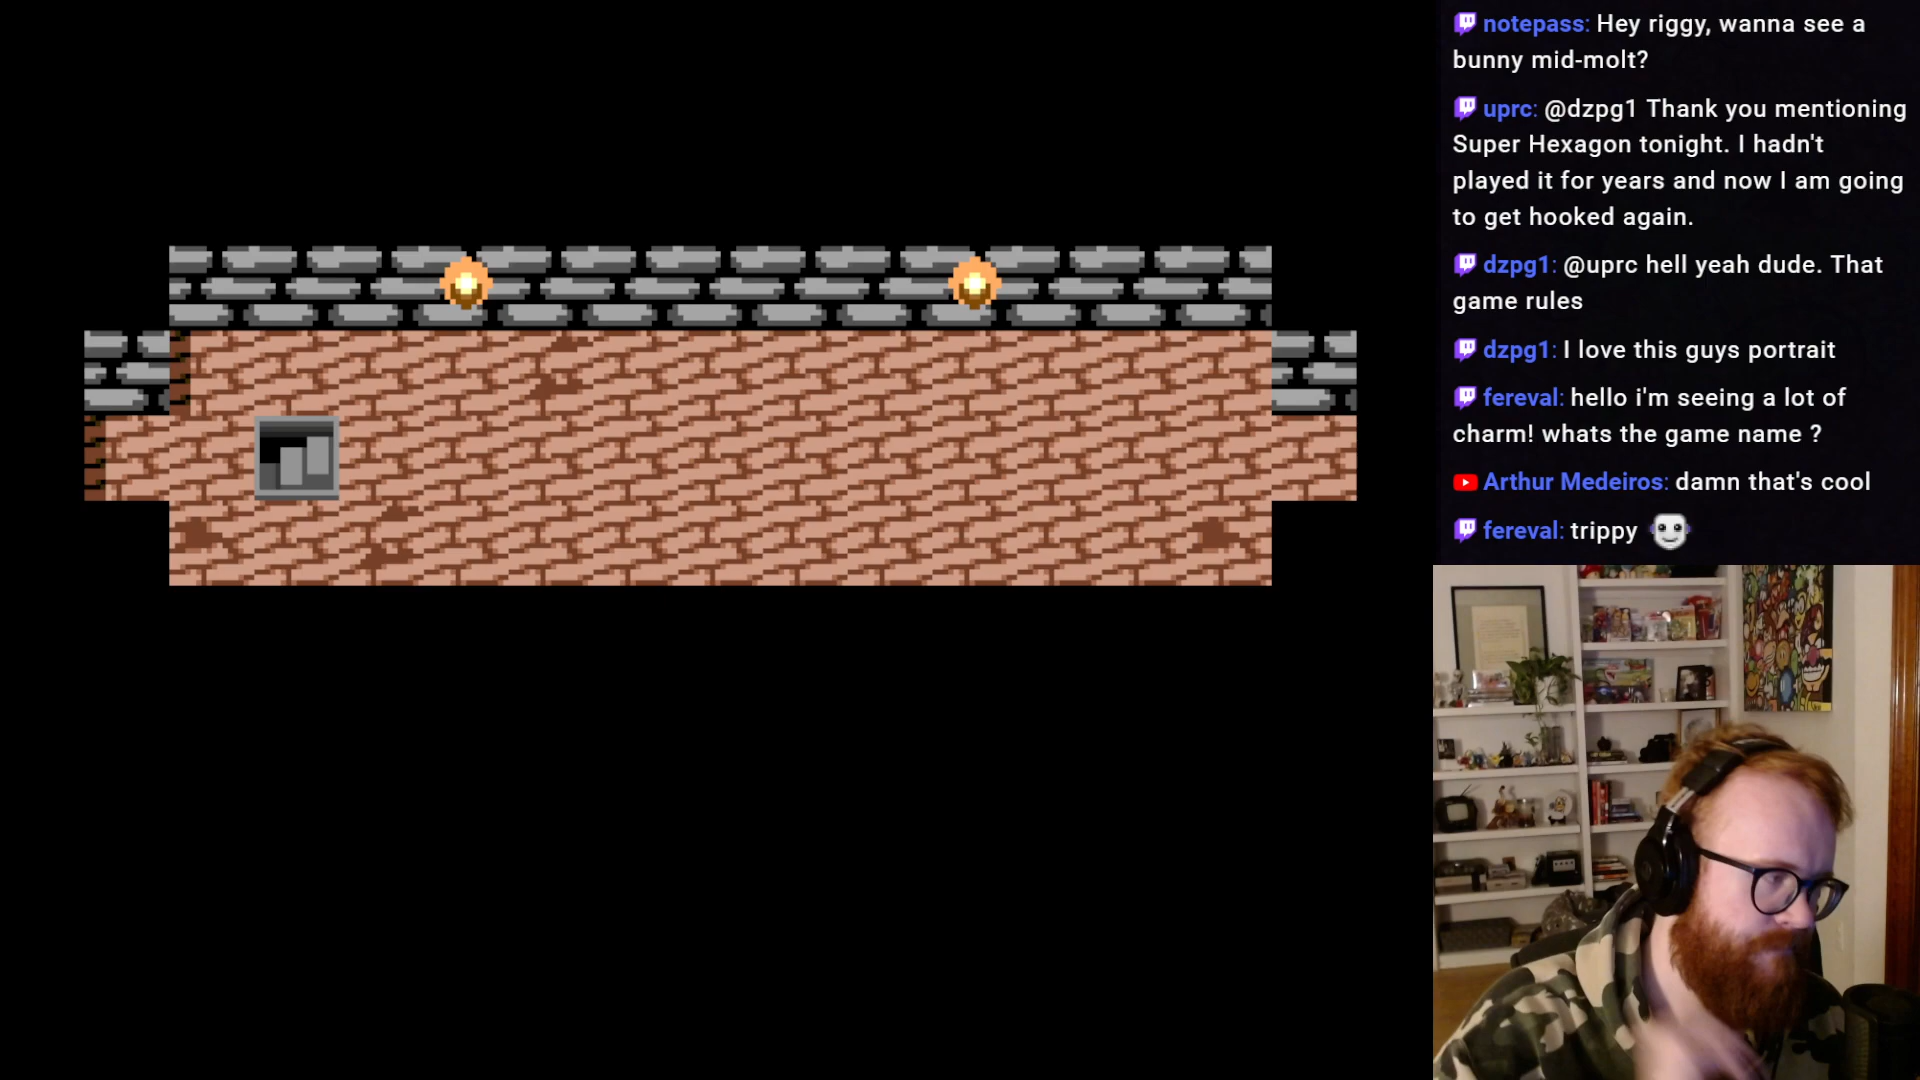 notepass: Hey riggy, wanna see a
bunny mid-molt?
uprc: @dzpg1 Thank you mentioning
Super Hexagon tonight. I hadn't
played it for years and now I am going
to get hooked again.
dzpg1: @uprc hell yeah dude. That
game rules
dzpg1: I love this guys portrait
fereval: hello i'm seeing a lot of
charm! whats the game name ?
Arthur Medeiros: damn that's cool
fereval: trippy